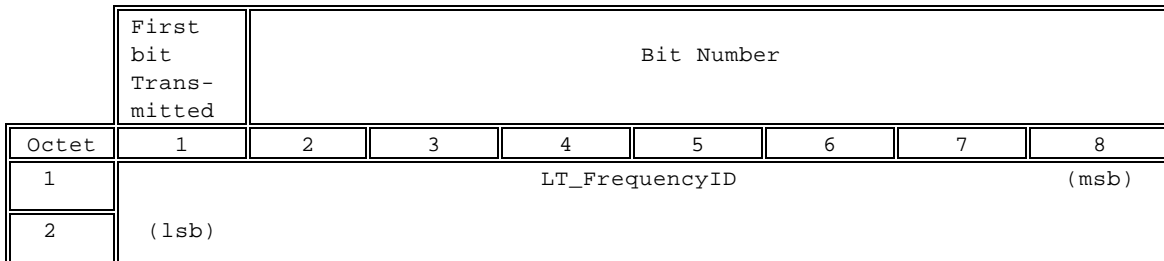 First
bit
Trans-
mitted
Bit Number
Octet 1 2 3 4 5 6 7 8
1 LT_FrequencyID (msb)
2 (lsb)